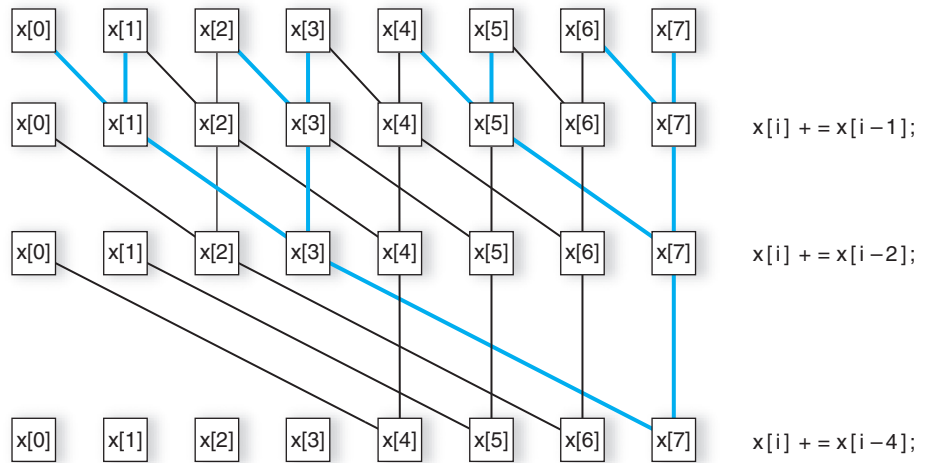 x[0] x[1] x[2] x[3] x[4] x[5] x[6] x[7]
x[0] x[1] x[2] x[3] x[4] x[5] x[6] x[7] x[i] += x[i–1];
x[0] x[1] x[2] x[3] x[4] x[5] x[6] x[7] x[i] += x[i–2];
x[0] x[1] x[2] x[3] x[4] x[5] x[6] x[7] x[i] += x[i–4];